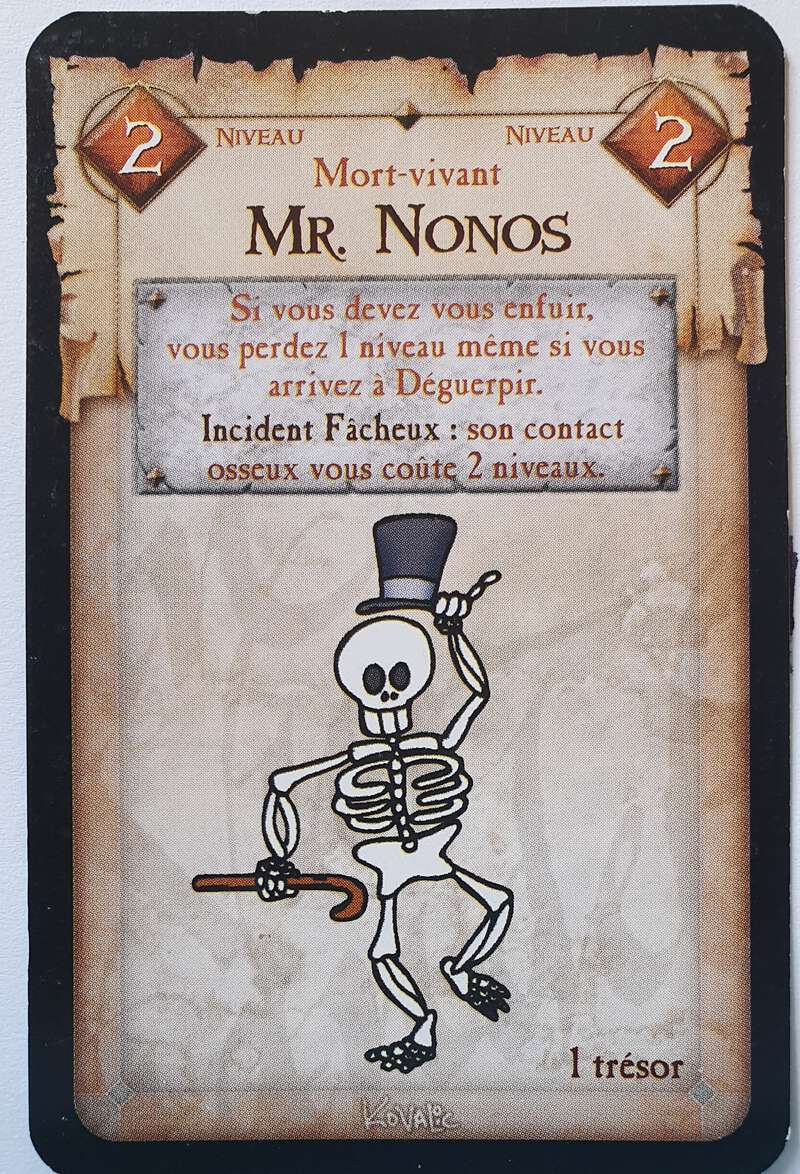 2 NIVEAU NIVEAU 2
Mort-vivant
MR. NONOS
Si vous devez vous enfuir,
vous perdez 1 niveau même si vous
arrivez à Déguerpir.
Incident Fâcheux : son contact
osseux vous coûte 2 niveaux.
1 trésor
KOVALIC